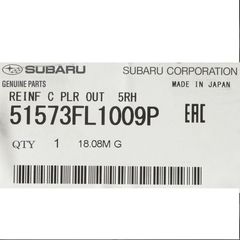 SUBARU SUBARU CORPORATION
GENUINE PARTS MADE IN JAPAN
REINF C PLR OUT 5RH
51573FL1009P EAC
QTY 1 18.08M G